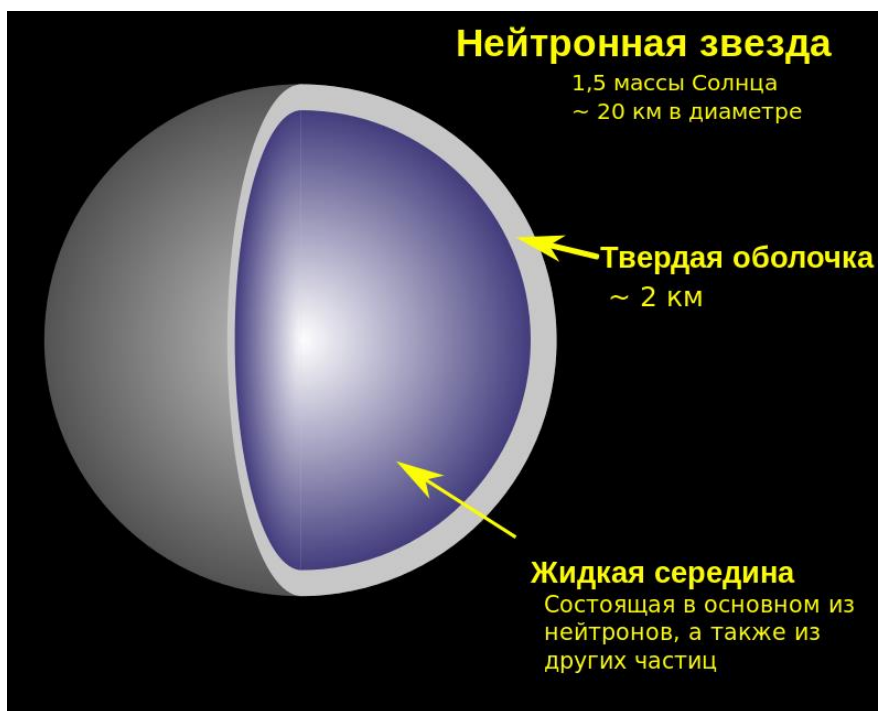 Нейтронная звезда
1,5 массы Солнца
~ 20 км в диаметре
Твердая оболочка
~ 2 км
Жидкая середина
Состоящая в основном из
нейтронов, а также из
других частиц